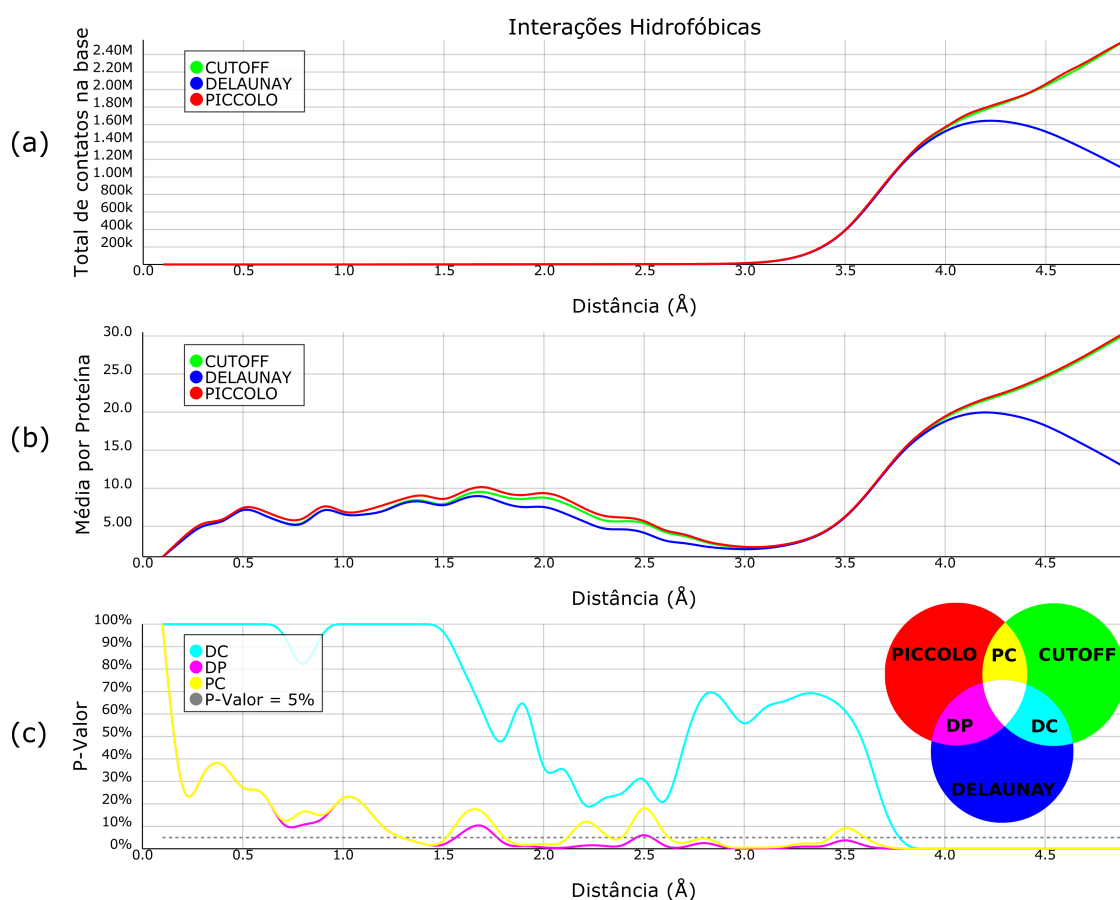 Interações Hidrofóbicas
(a)
Total de contatos na base
2.40M
2.20M
2.00M
1.80M
1.60M
1.40M
1.20M
1.00M
800k
600k
400k
200k
CUTOFF
DELAUNAY
PICCOLO
0.0 0.5 1.0 1.5 2.0 2.5 3.0 3.5 4.0 4.5
Distância (Å)
(b)
Média por Proteína
30.0
25.0
20.0
15.0
10.0
5.00
CUTOFF
DELAUNAY
PICCOLO
0.0 0.5 1.0 1.5 2.0 2.5 3.0 3.5 4.0 4.5
Distância (Å)
(c)
P-Valor
100%
90%
80%
70%
60%
50%
40%
30%
20%
10%
0%
DC
DP
PC
P-Valor = 5%
PICCOLO PC CUTOFF
DP DC
DELAUNAY
0.0 0.5 1.0 1.5 2.0 2.5 3.0 3.5 4.0 4.5
Distância (Å)